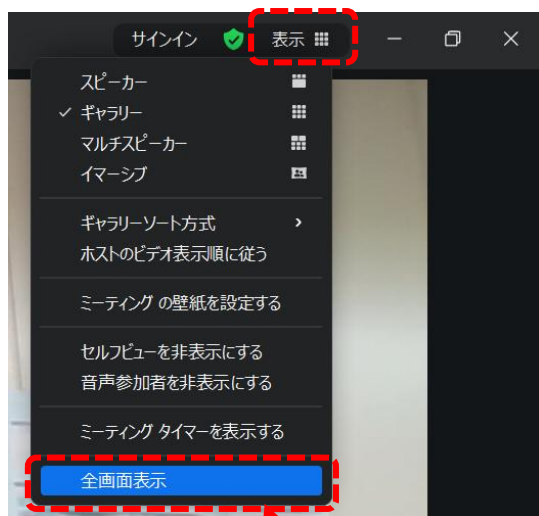 サインイン 表示
スピーカー
ギャラリー
マルチスピーカー
イマーシブ
ギャラリーソート方式
ホストのビデオ表示順に従う
ミーティング の壁紙を設定する
セルフビューを非表示にする
音声参加者を非表示にする
ミーティング タイマーを表示する
全画面表示